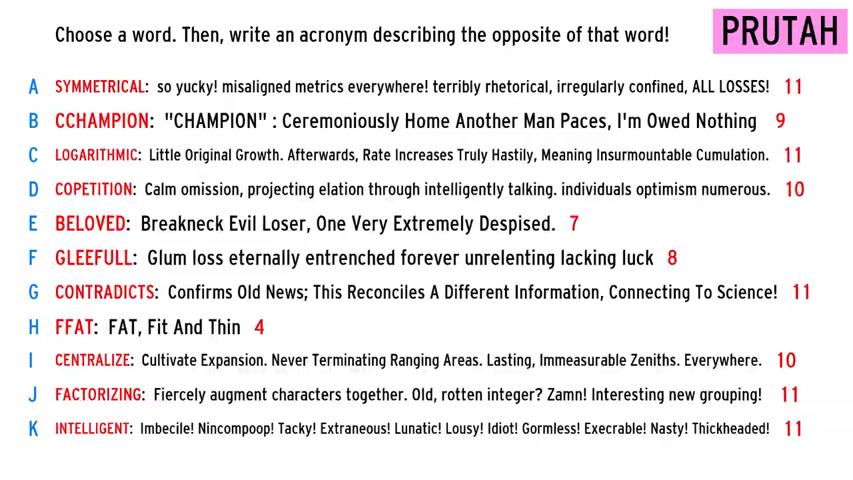 Choose a word. Then, write an acronym describing the opposite of that word!
PRUTAH
A SYMMETRICAL: so yucky! misaligned metrics everywhere! terribly rhetorical, irregularly confined, ALL LOSSES! 11
B CCHAMPION: "CHAMPION" : Ceremoniously Home Another Man Paces, I'm Owed Nothing 9
C LOGARITHMIC: Little Original Growth. Afterwards, Rate Increases Truly Hastily, Meaning Insurmountable Cumulation. 11
D COPETITION: Calm omission, projecting elation through intelligently talking. individuals optimism numerous. 10
E BELOVED: Breakneck Evil Loser, One Very Extremely Despised. 7
F GLEEFULL: Glum loss eternally entrenched forever unrelenting lacking luck 8
G CONTRADICTS: Confirms Old News; This Reconciles A Different Information, Connecting To Science! 11
H FFAT: FAT, Fit And Thin 4
I CENTRALIZE: Cultivate Expansion. Never Terminating Ranging Areas. Lasting, Immeasurable Zeniths. Everywhere. 10
J FACTORIZING: Fiercely augment characters together. Old, rotten integer? Zamn! Interesting new grouping! 11
K INTELLIGENT: Imbecile! Nincompoop! Tacky! Extraneous! Lunatic! Lousy! Idiot! Gormless! Execrable! Nasty! Thickheaded! 11